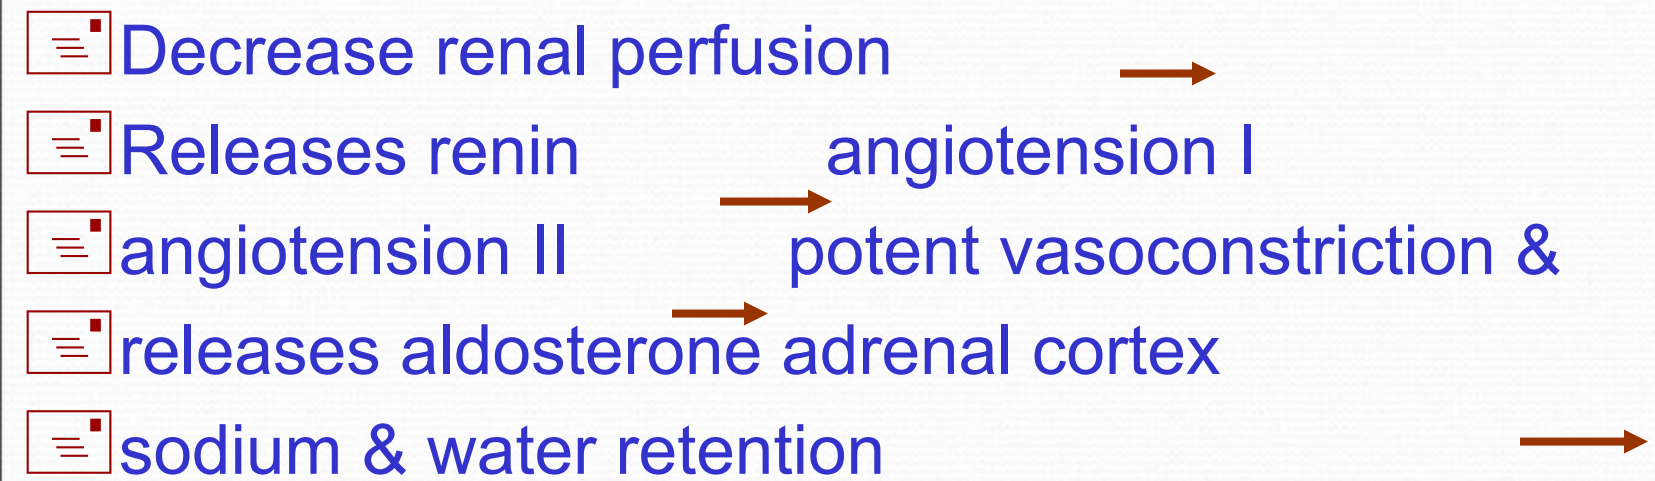 Decrease renal perfusion
Releases renin angiotension I
angiotension II potent vasoconstriction &
releases aldosterone adrenal cortex
sodium & water retention